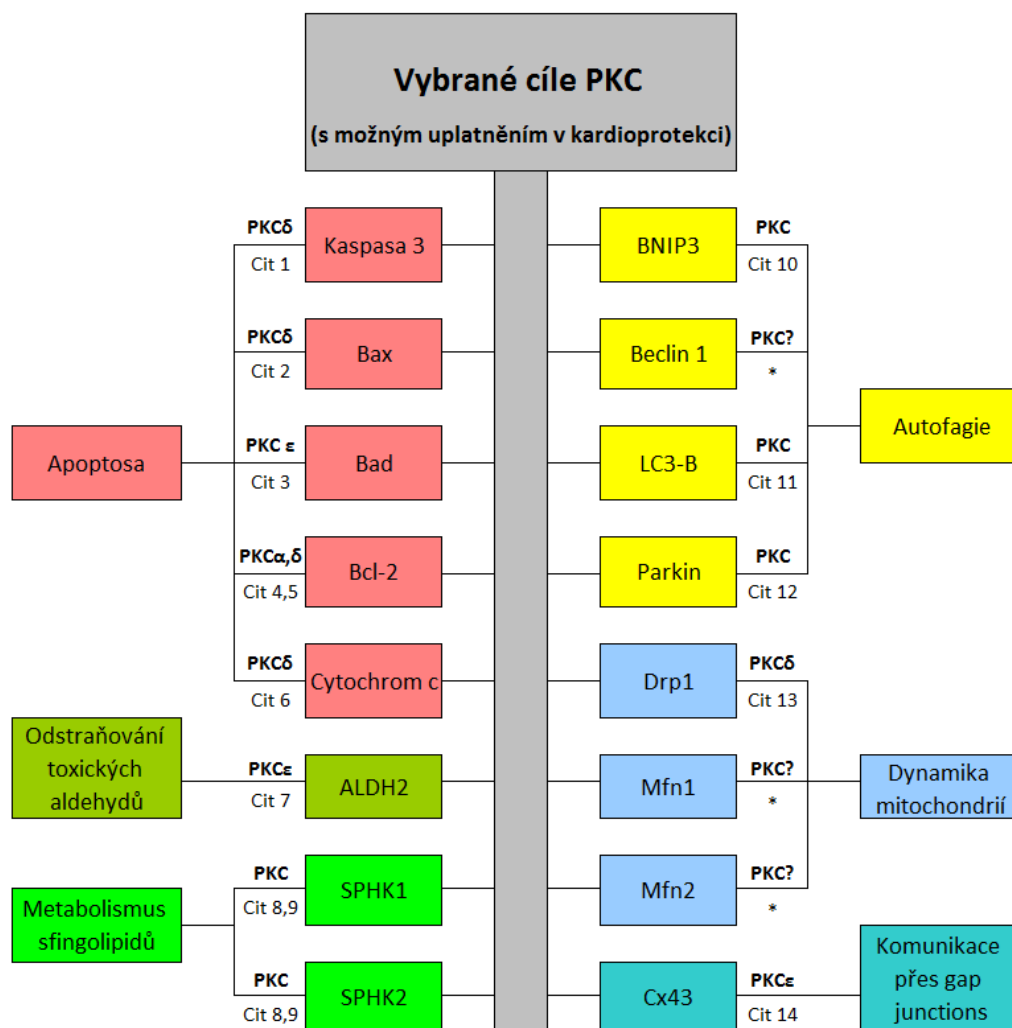 Vybrané cíle PKC
(s možným uplatněním v kardioprotekci)
PKCδ
Cit 1
Kaspasa 3
PKCδ
Cit 2
Bax
Apoptosa
PKC ε
Cit 3
Bad
PKCα,δ
Cit 4,5
Bcl-2
PKCδ
Cit 6
Cytochrom c
Odstraňování
toxických
aldehydů
PKCε
Cit 7
ALDH2
Metabolismus
sfingolipidů
PKC
Cit 8,9
SPHK1
PKC
Cit 8,9
SPHK2
BNIP3
PKC
Cit 10
Beclin 1
PKC?
*
Autofagie
LC3-B
PKC
Cit 11
Parkin
PKC
Cit 12
Drp1
PKCδ
Cit 13
Mfn1
PKC?
*
Dynamika
mitochondrií
Mfn2
PKC?
*
Cx43
PKCε
Cit 14
Komunikace
přes gap
junctions